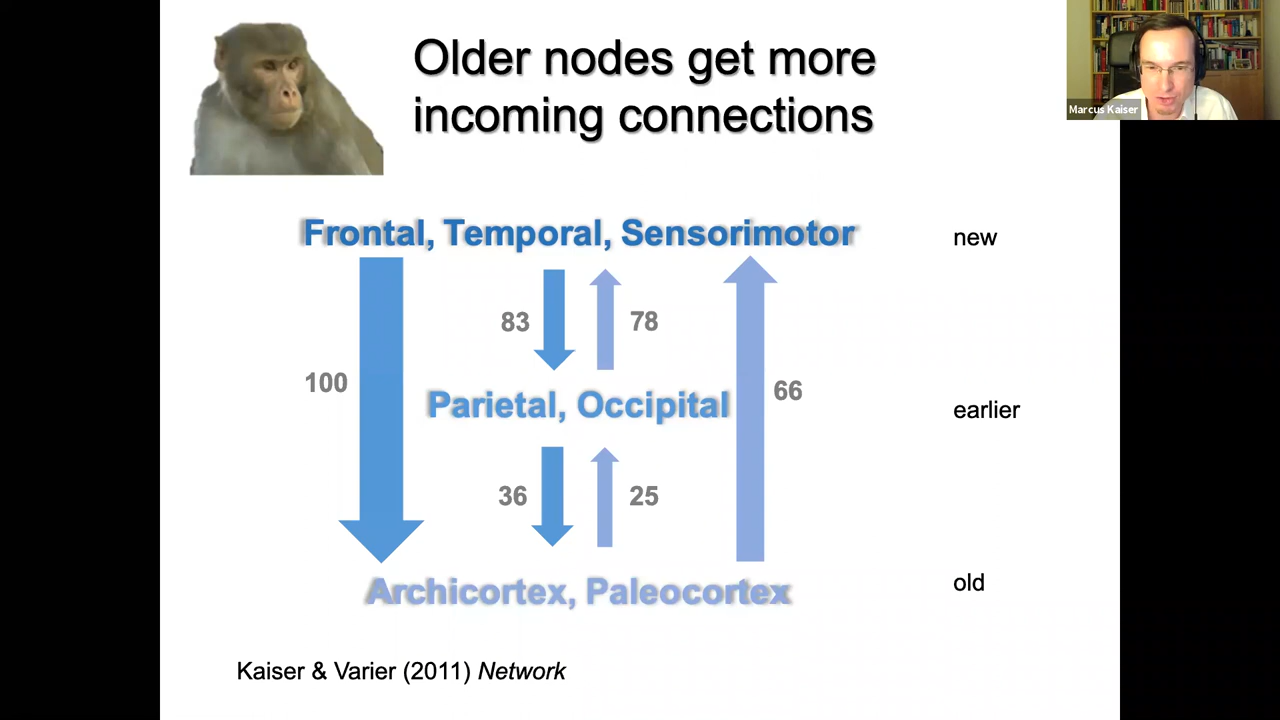 Older nodes get more
incoming connections
Marcus Kaiser
Frontal, Temporal, Sensorimotor
new
83
78
100
66
Parietal, Occipital
earlier
36
25
Archicortex, Paleocortex
old
Kaiser & Varier (2011) Network